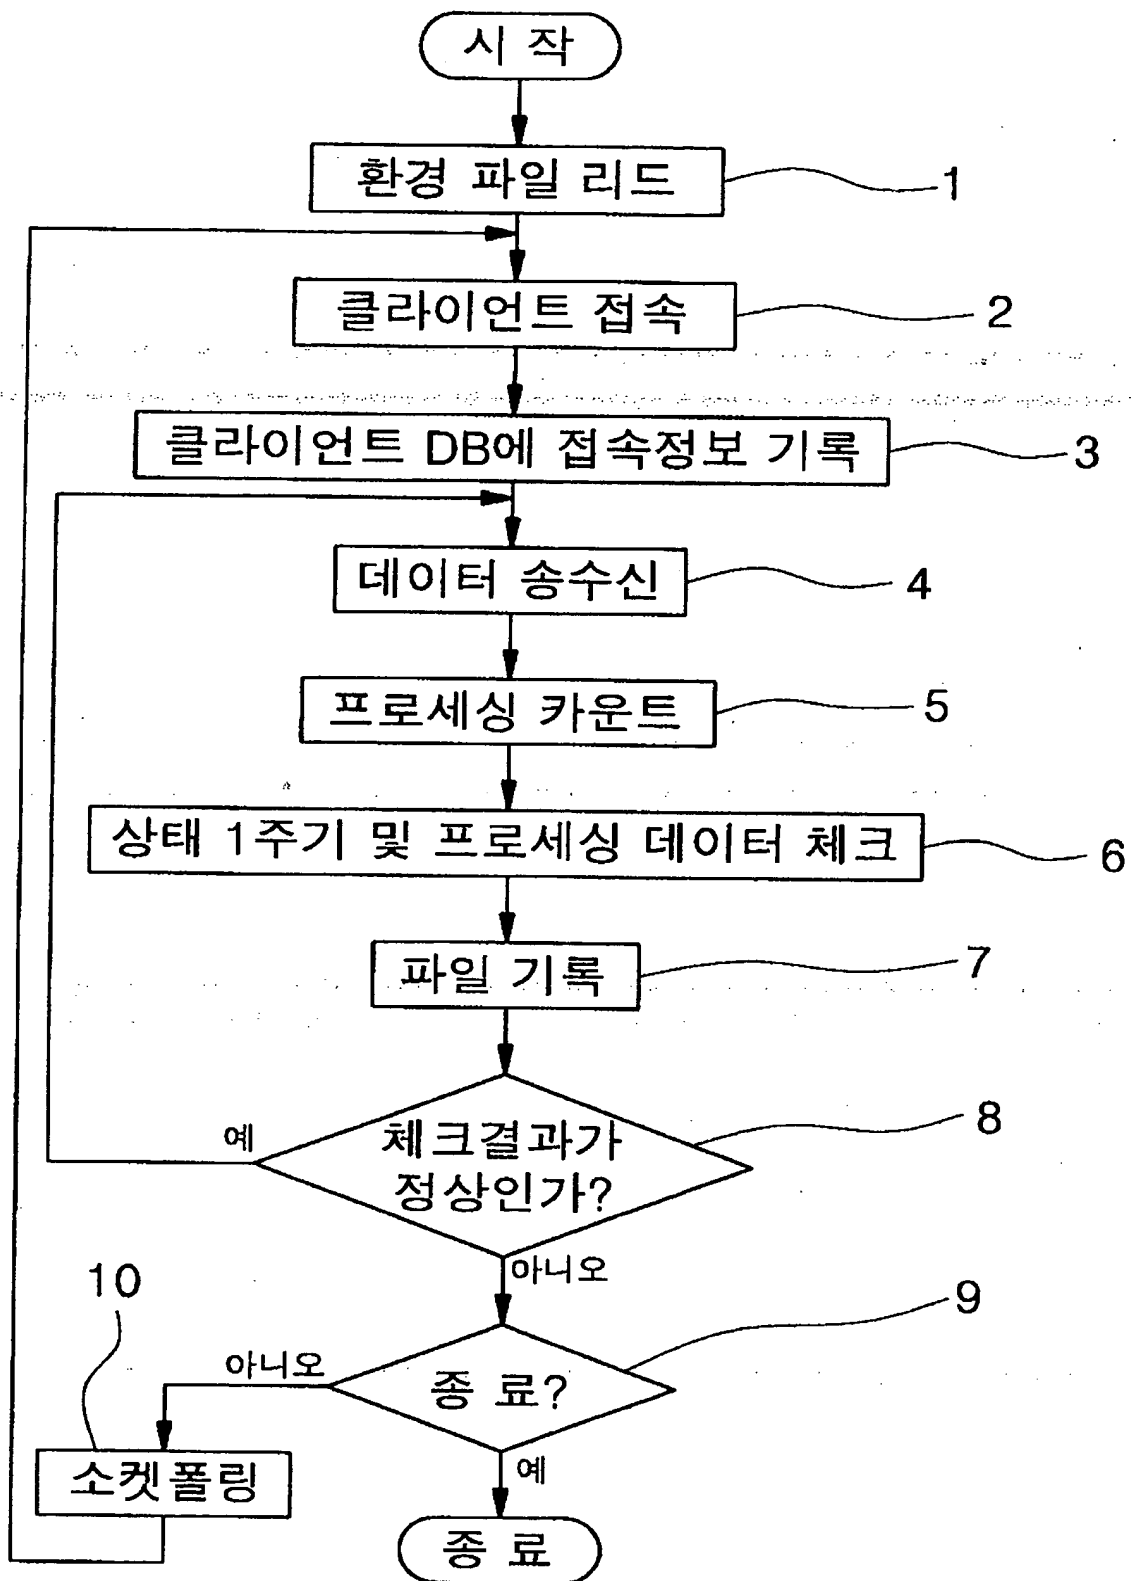 시 작
환경 파일 리드
1
클라이언트 접속
2
클라이언트 DB에 접속정보 기록
3
데이터 송수신
4
프로세싱 카운트
5
상태 1주기 및 프로세싱 데이터 체크
6
파일 기록
7
체크결과가
정상인가?
8
예
아니오
10
9
종 료?
아니오
예
소켓폴링
종 료